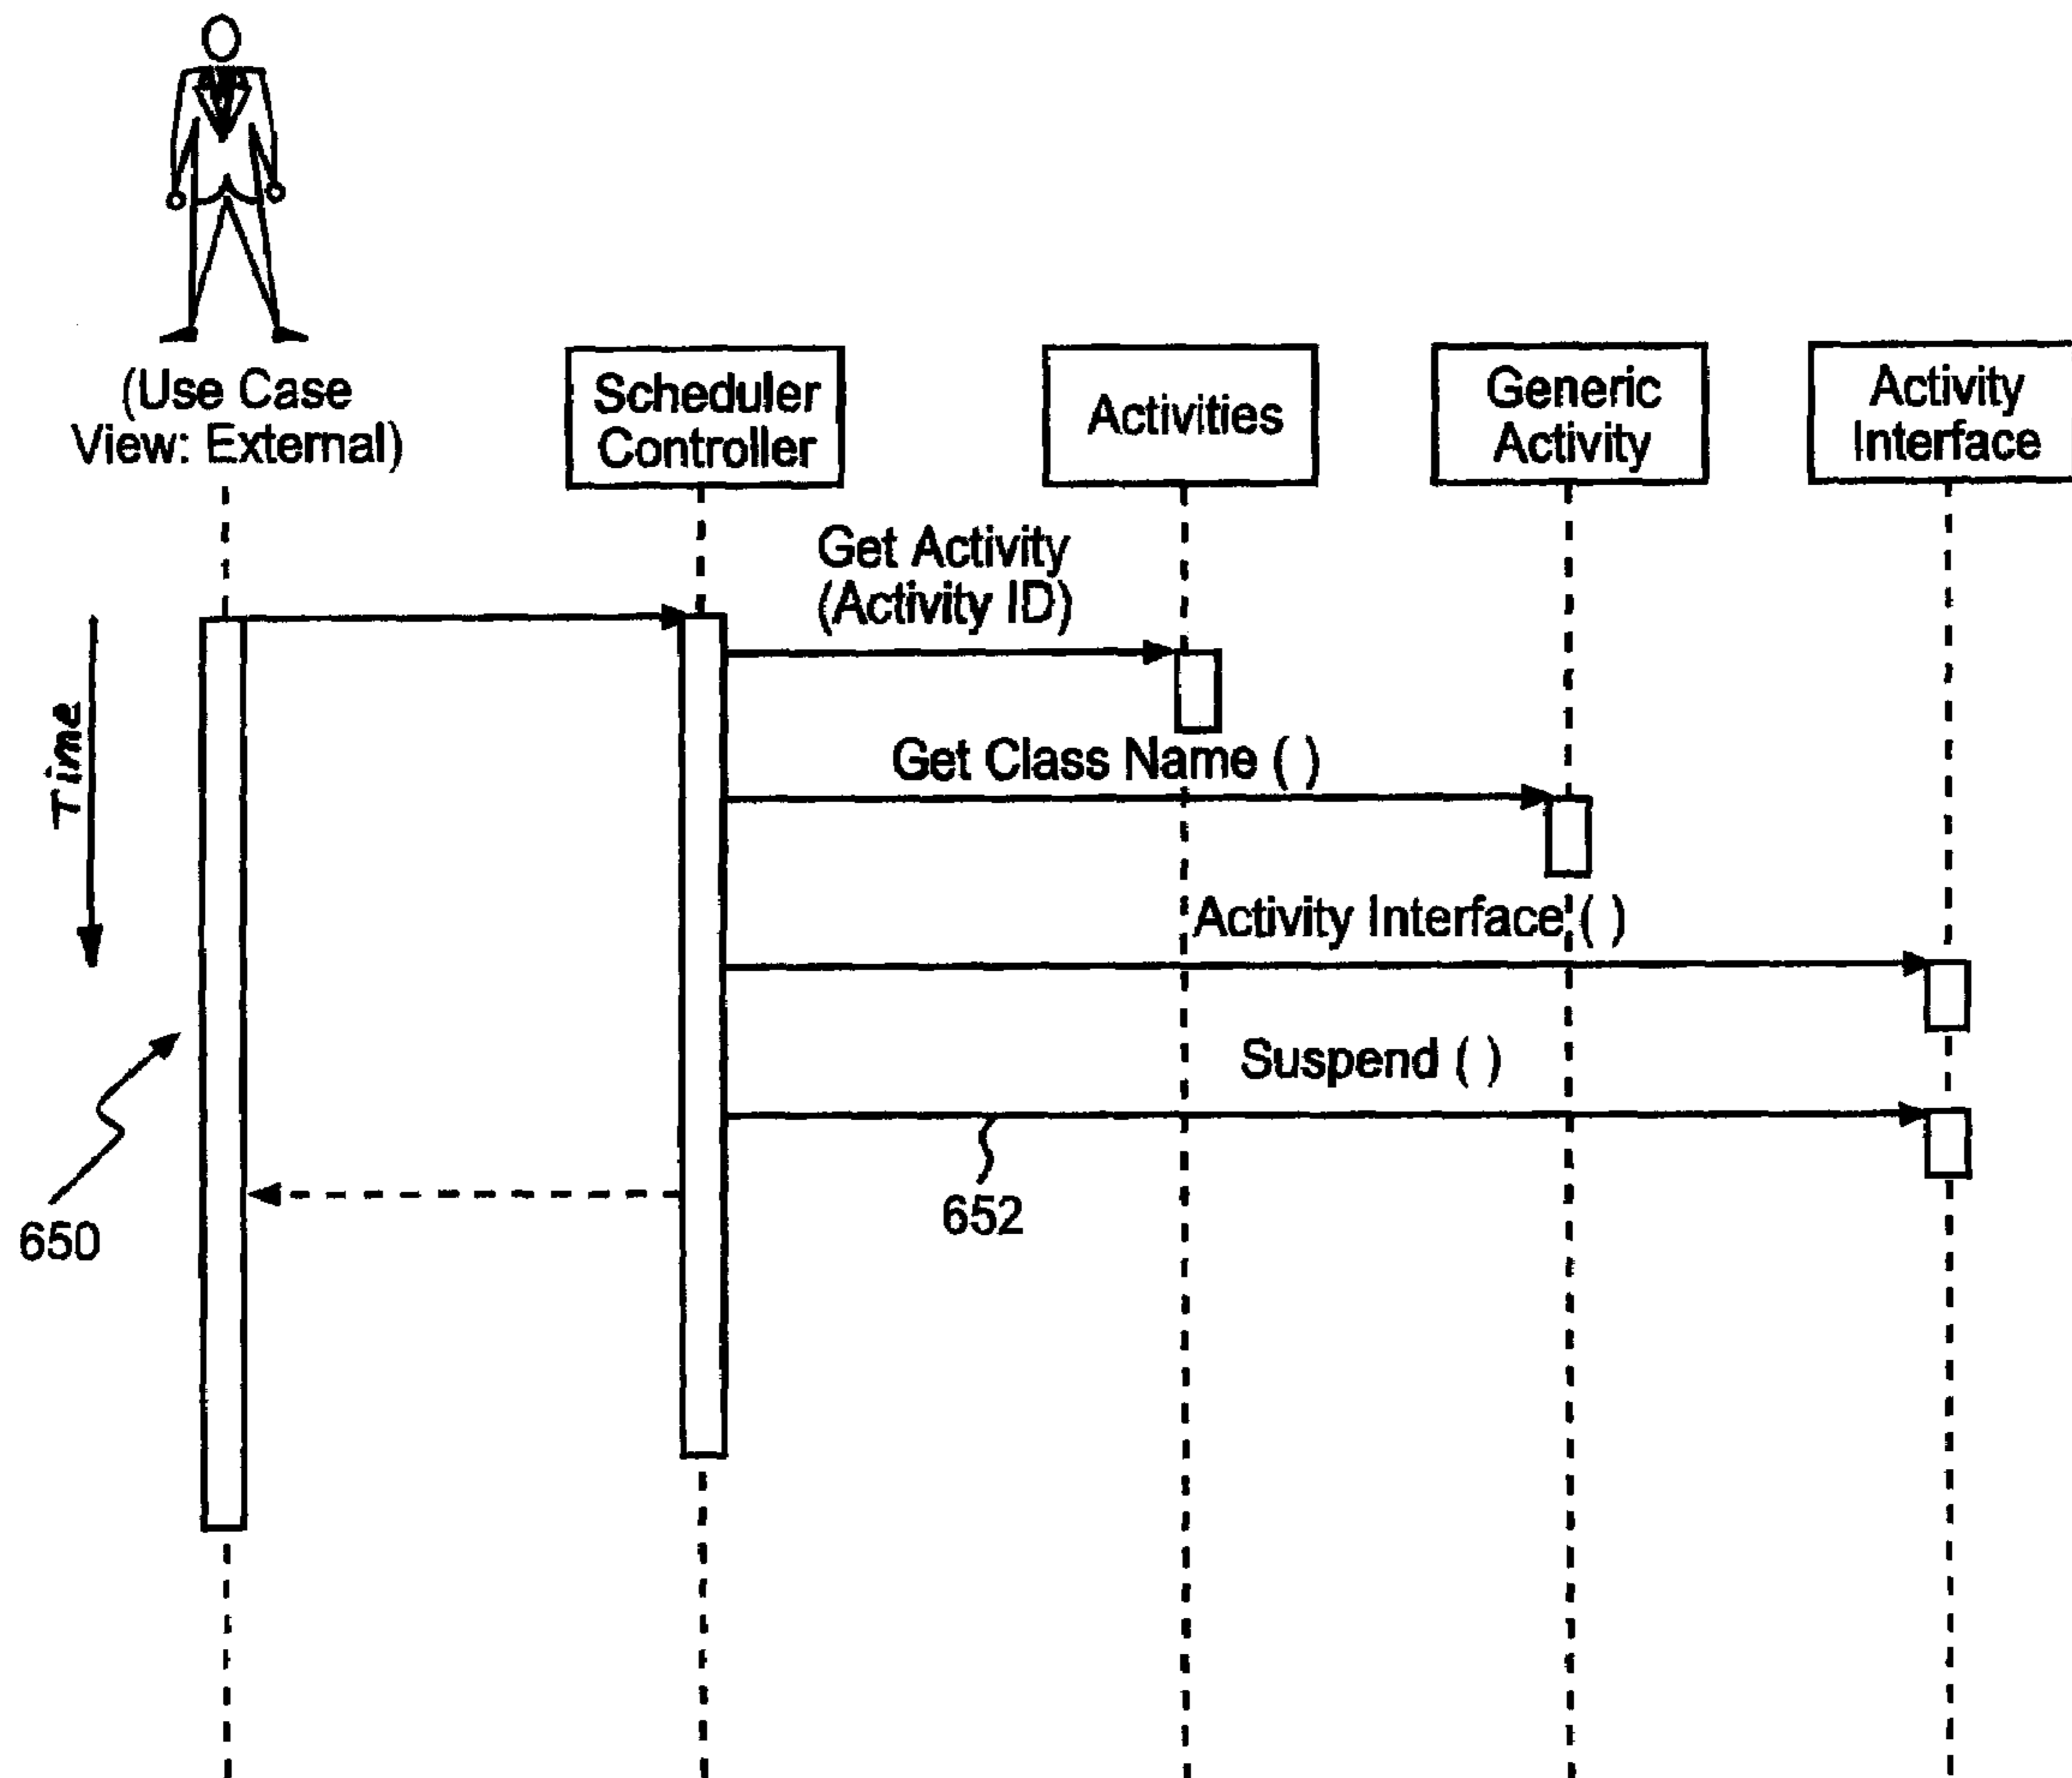 (Use Case
View: External)
Scheduler
Controller
Activities
Generic
Activity
Activity
Interface
Get Activity
(Activity ID)
Time
Get Class Name ( )
Activity Interface ( )
Suspend ( )
652
650